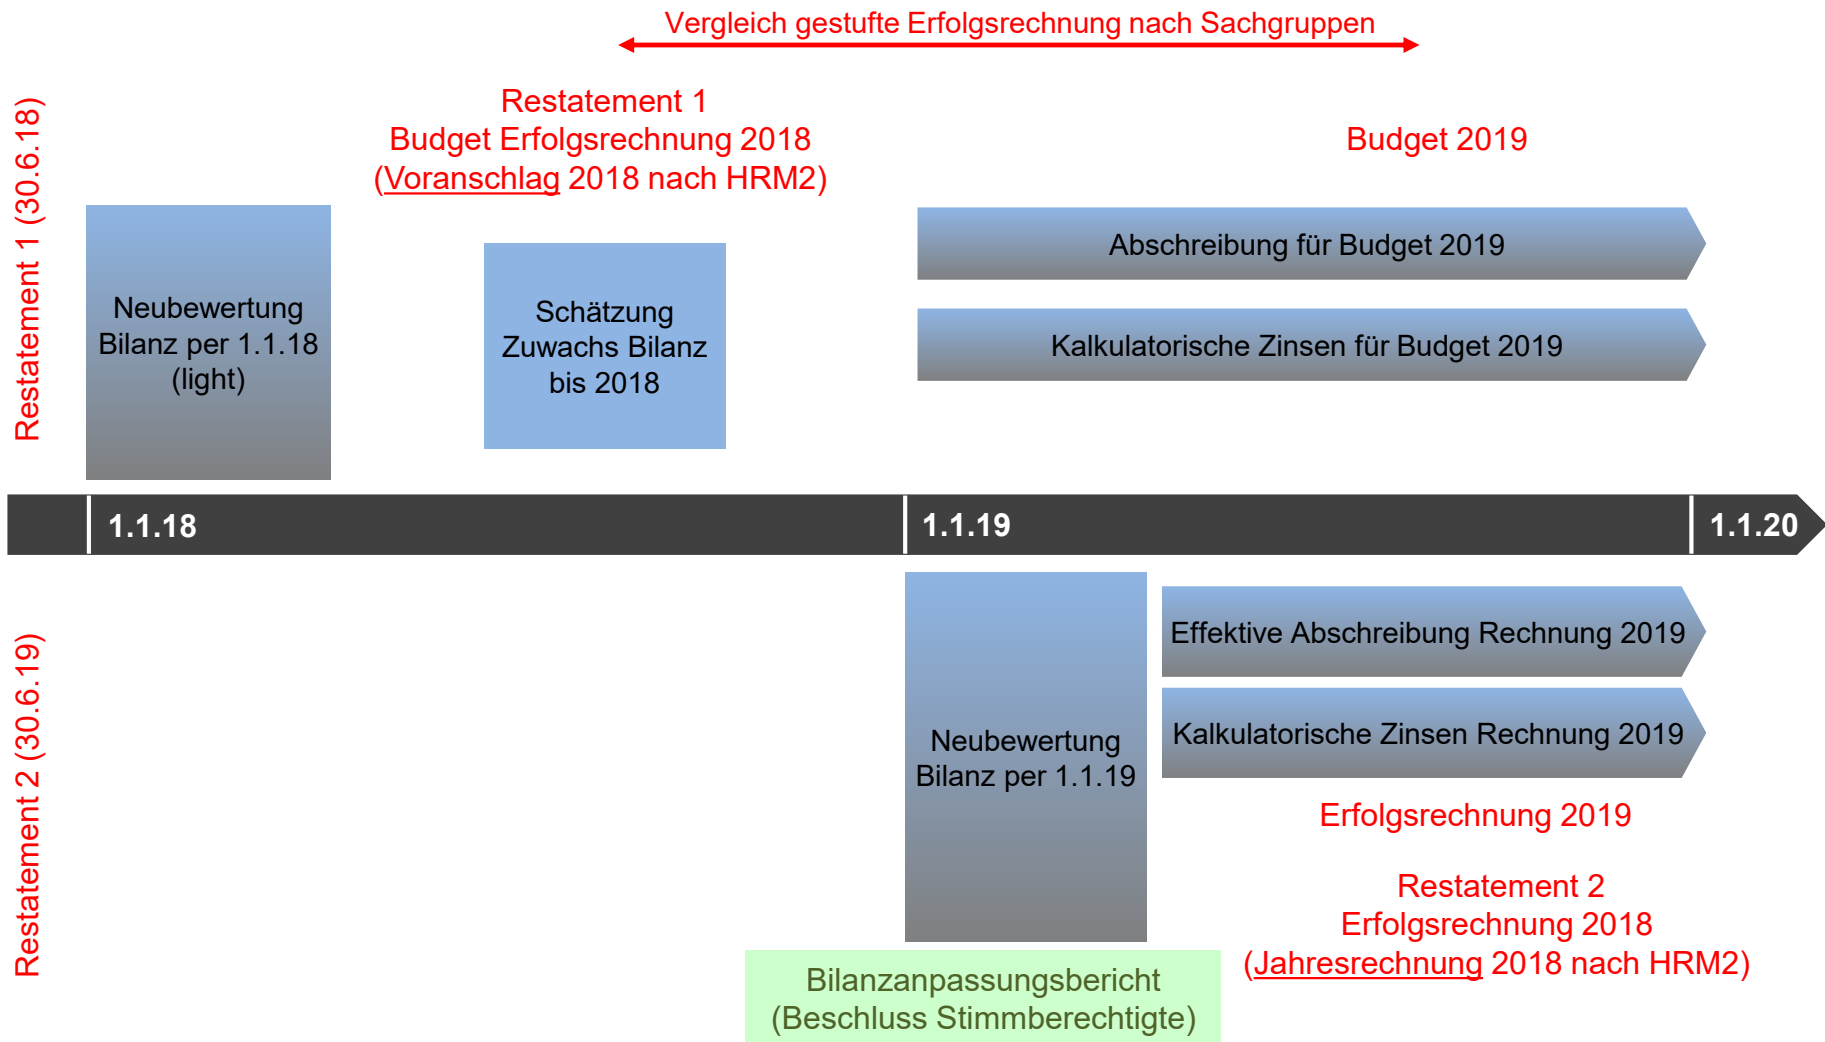 Vergleich gestufte Erfolgsrechnung nach Sachgruppen
Restatement 1 (30.6.18)
Restatement 1
Budget Erfolgsrechnung 2018
(Voranschlag 2018 nach HRM2)
Budget 2019
Neubewertung
Bilanz per 1.1.18
(light)
Schätzung
Zuwachs Bilanz
bis 2018
Abschreibung für Budget 2019
Kalkulatorische Zinsen für Budget 2019
1.1.18
1.1.19
1.1.20
Restatement 2 (30.6.19)
Neubewertung
Bilanz per 1.1.19
Effektive Abschreibung Rechnung 2019
Kalkulatorische Zinsen Rechnung 2019
Erfolgsrechnung 2019
Restatement 2
Erfolgsrechnung 2018
(Jahresrechnung 2018 nach HRM2)
Bilanzanpassungsbericht
(Beschluss Stimmberechtigte)